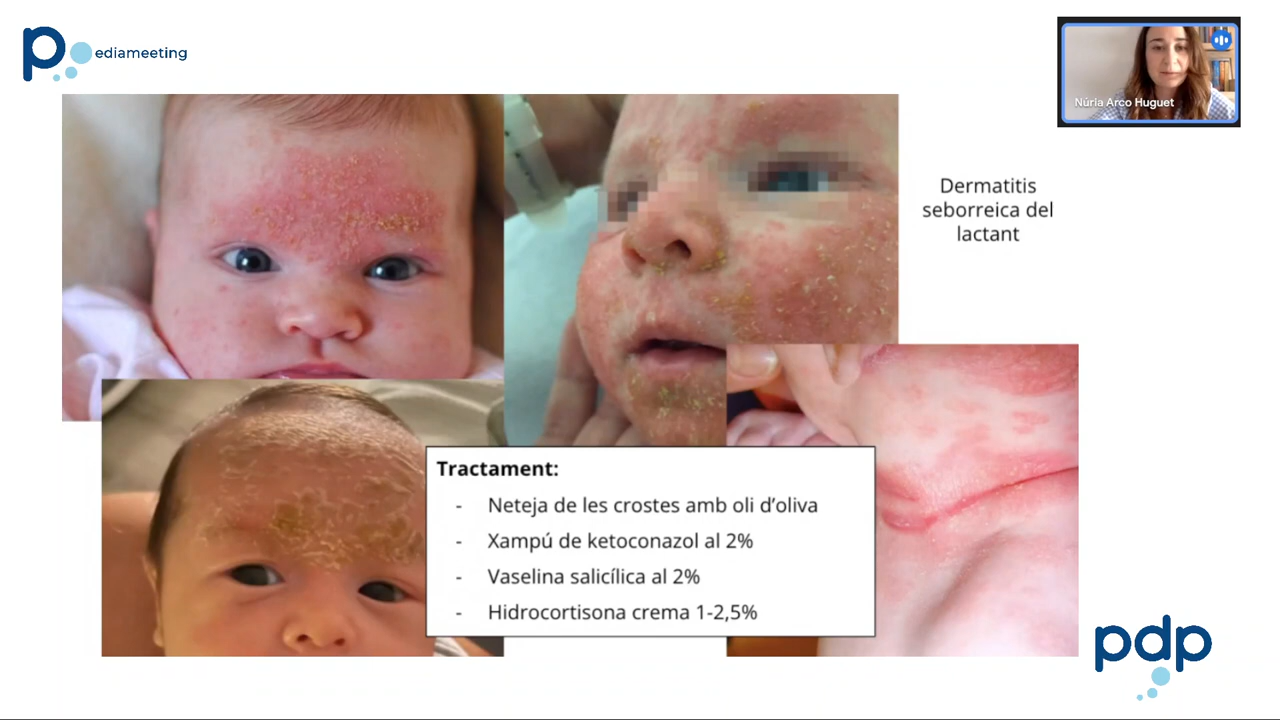 pediameeting
Núria Arco Huguet
Dermatitis
seborreica del
lactant
Tractament:
- Neteja de les crostes amb oli d’oliva
- Xampú de ketoconazol al 2%
- Vaselina salicílica al 2%
- Hidrocortisona crema 1-2,5%
pdp